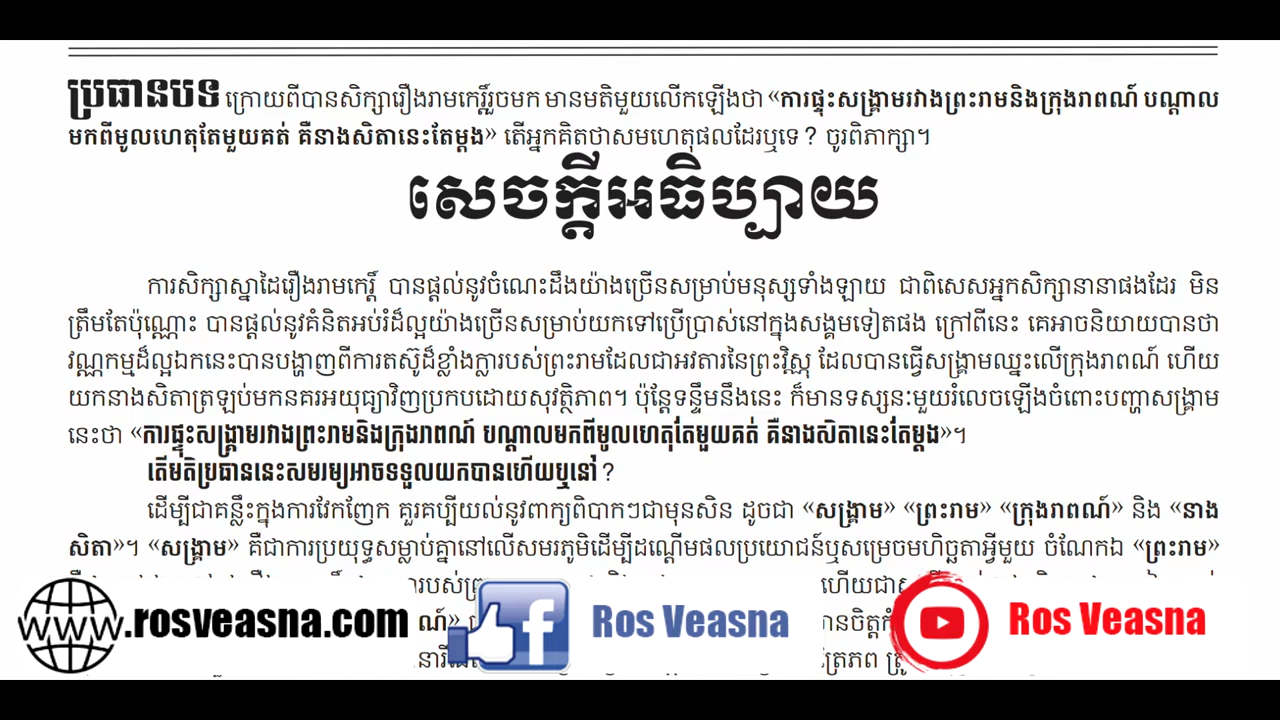 ប្រធានបទ ក្រោយពីបានសិក្សារឿងរាមកេរ្តិ៍រួចមក មានមតិមួយលើកឡើងថា «ការផ្ទុះសង្គ្រាមរវាងព្រះរាមនិងក្រុងរាពណ៍ បណ្ដាល
មកពីមូលហេតុតែមួយគត់ គឺនាងសិតានេះតែម្ដង» តើអ្នកគិតថាសមហេតុផលដែរឬទេ? ចូរពិភាក្សា។
សេចក្ដីអធិប្បាយ
ការសិក្សាស្នាដៃរឿងរាមកេរ្តិ៍ បានផ្ដល់នូវចំណេះដឹងយ៉ាងច្រើនសម្រាប់មនុស្សទាំងឡាយ ជាពិសេសអ្នកសិក្សានានាផងដែរ មិន
ត្រឹមតែប៉ុណ្ណោះ បានផ្ដល់នូវគំនិតអប់រំដ៏ល្អយ៉ាងច្រើនសម្រាប់យកទៅប្រើប្រាស់នៅក្នុងសង្គមទៀតផង ក្រៅពីនេះ គេអាចនិយាយបានថា
វណ្ណកម្មដ៏ល្អឯកនេះបានបង្ហាញពីការតស៊ូដ៏ខ្លាំងក្លារបស់ព្រះរាមដែលជាអវតារនៃព្រះវិស្ណុ ដែលបានធ្វើសង្គ្រាមឈ្នះលើក្រុងរាពណ៍ ហើយ
យកនាងសិតាត្រឡប់មកនគរអយុធ្យាវិញប្រកបដោយសុវត្ថិភាព។ ប៉ុន្តែទន្ទឹមនឹងនេះ ក៏មានទស្សនៈមួយរំលេចឡើងចំពោះបញ្ហាសង្គ្រាម
នេះថា «ការផ្ទុះសង្គ្រាមរវាងព្រះរាមនិងក្រុងរាពណ៍ បណ្ដាលមកពីមូលហេតុតែមួយគត់ គឺនាងសិតានេះតែម្ដង»។
តើមតិប្រធាននេះសមរម្យអាចទទួលយកបានហើយឬនៅ?
ដើម្បីជាគន្លឹះក្នុងការវែកញែក គួរគប្បីយល់នូវពាក្យពិបាកៗជាមុនសិន ដូចជា «សង្គ្រាម» «ព្រះរាម» «ក្រុងរាពណ៍» និង «នាង
សិតា»។ «សង្គ្រាម» គឺជាការប្រយុទ្ធសម្លាប់គ្នានៅលើសមរភូមិដើម្បីដណ្ដើមផលប្រយោជន៍ឬសម្រេចមហិច្ឆតាអ្វីមួយ ចំណែកឯ «ព្រះរាម»
www.rosveasna.com Ros Veasna Ros Veasna